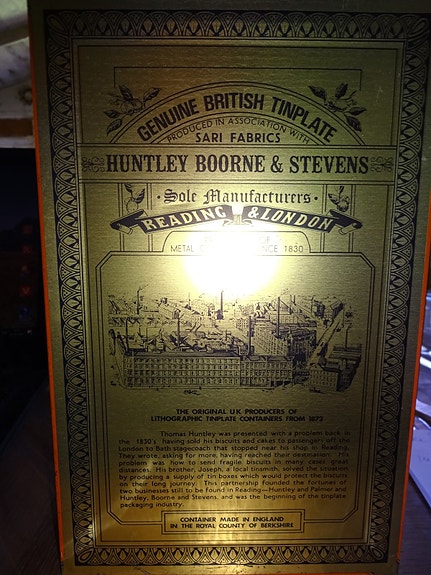 GENUINE BRITISH TINPLATE
PRODUCED IN ASSOCIATION WITH
SARI FABRICS
HUNTLEY BOORNE & STEVENS
Sole Manufacturers
READING & LONDON
METAL SINCE 1830
THE ORIGINAL U.K. PRODUCERS OF
LITHOGRAPHIC TINPLATE CONTAINERS FROM 1872
Thomas Huntley was presented with a problem back in
the 1830's having sold his biscuits and cakes to passengers off the
London to Bath stagecoach that stopped near his shop in Reading.
They wrote, asking for more, having reached their destination. His
problem was how to send fragile biscuits in many cases great
distances. His brother, Joseph, a local tinsmith, solved the situation
by producing a supply of tin boxes which would protect the biscuits
on their long journey. This partnership founded the fortunes of
two businesses still to be found in Reading—Huntley and Palmer and
Huntley, Boorne and Stevens, and was the beginning of the tinplate
packaging industry.
CONTAINER MADE IN ENGLAND
IN THE ROYAL COUNTY OF BERKSHIRE